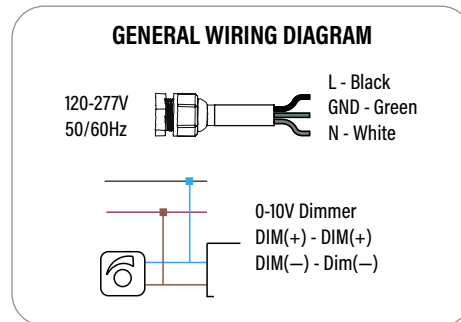 GENERAL WIRING DIAGRAM
120-277V
50/60Hz
L - Black
GND - Green
N - White
0-10V Dimmer
DIM(+) - DIM(+)
DIM(—) - Dim(—)